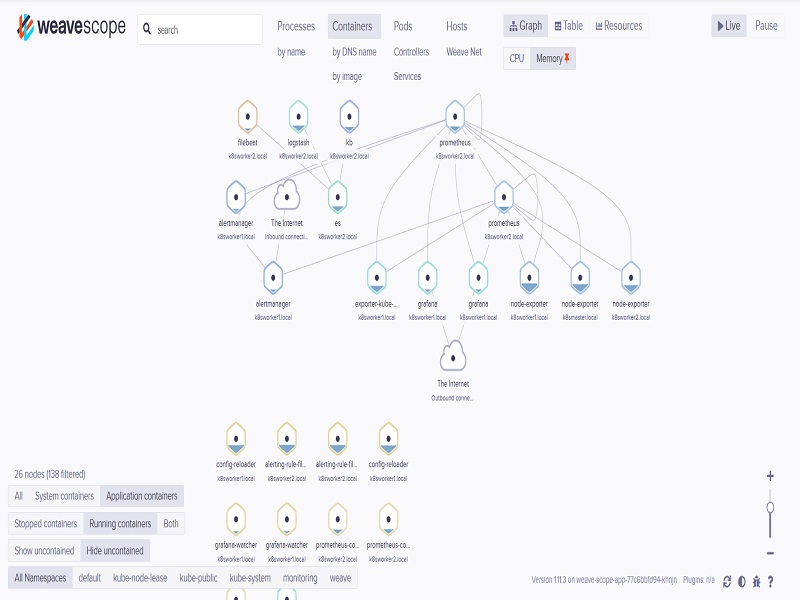 weavescope
search
Processes
Containers
Pods
Hosts
by name
by DNS name
Controllers
Weave Net
by image
Services
Graph
Table
Resources
CPU
Memory
Live
Pause
filebeat
k8sworker2.local
logstash
k8sworker2.local
kb
k8sworker2.local
prometheus
k8sworker2.local
alertmanager
k8sworker1.local
The Internet
Inbound connecti...
es
k8sworker2.local
prometheus
k8sworker2.local
alertmanager
k8sworker1.local
exporter-kube-...
k8sworker1.local
grafana
k8sworker1.local
grafana
k8sworker1.local
node-exporter
k8sworker1.local
node-exporter
k8smaster.local
node-exporter
k8sworker2.local
The Internet
Outbound conne...
config-reloader
k8sworker1.local
alerting-rule-fil...
k8sworker2.local
alerting-rule-fil...
k8sworker2.local
config-reloader
k8sworker1.local
grafana-watcher
k8sworker1.local
grafana-watcher
k8sworker1.local
prometheus-co...
k8sworker2.local
prometheus-co...
k8sworker2.local
26 nodes (138 filtered)
All System containers Application containers
Stopped containers Running containers Both
Show uncontained Hide uncontained
All Namespaces default kube-node-lease kube-public kube-system monitoring weave
Version 1.11.3 on weave-scope-app-77c6bbfd94-khnjn Plugins: n/a